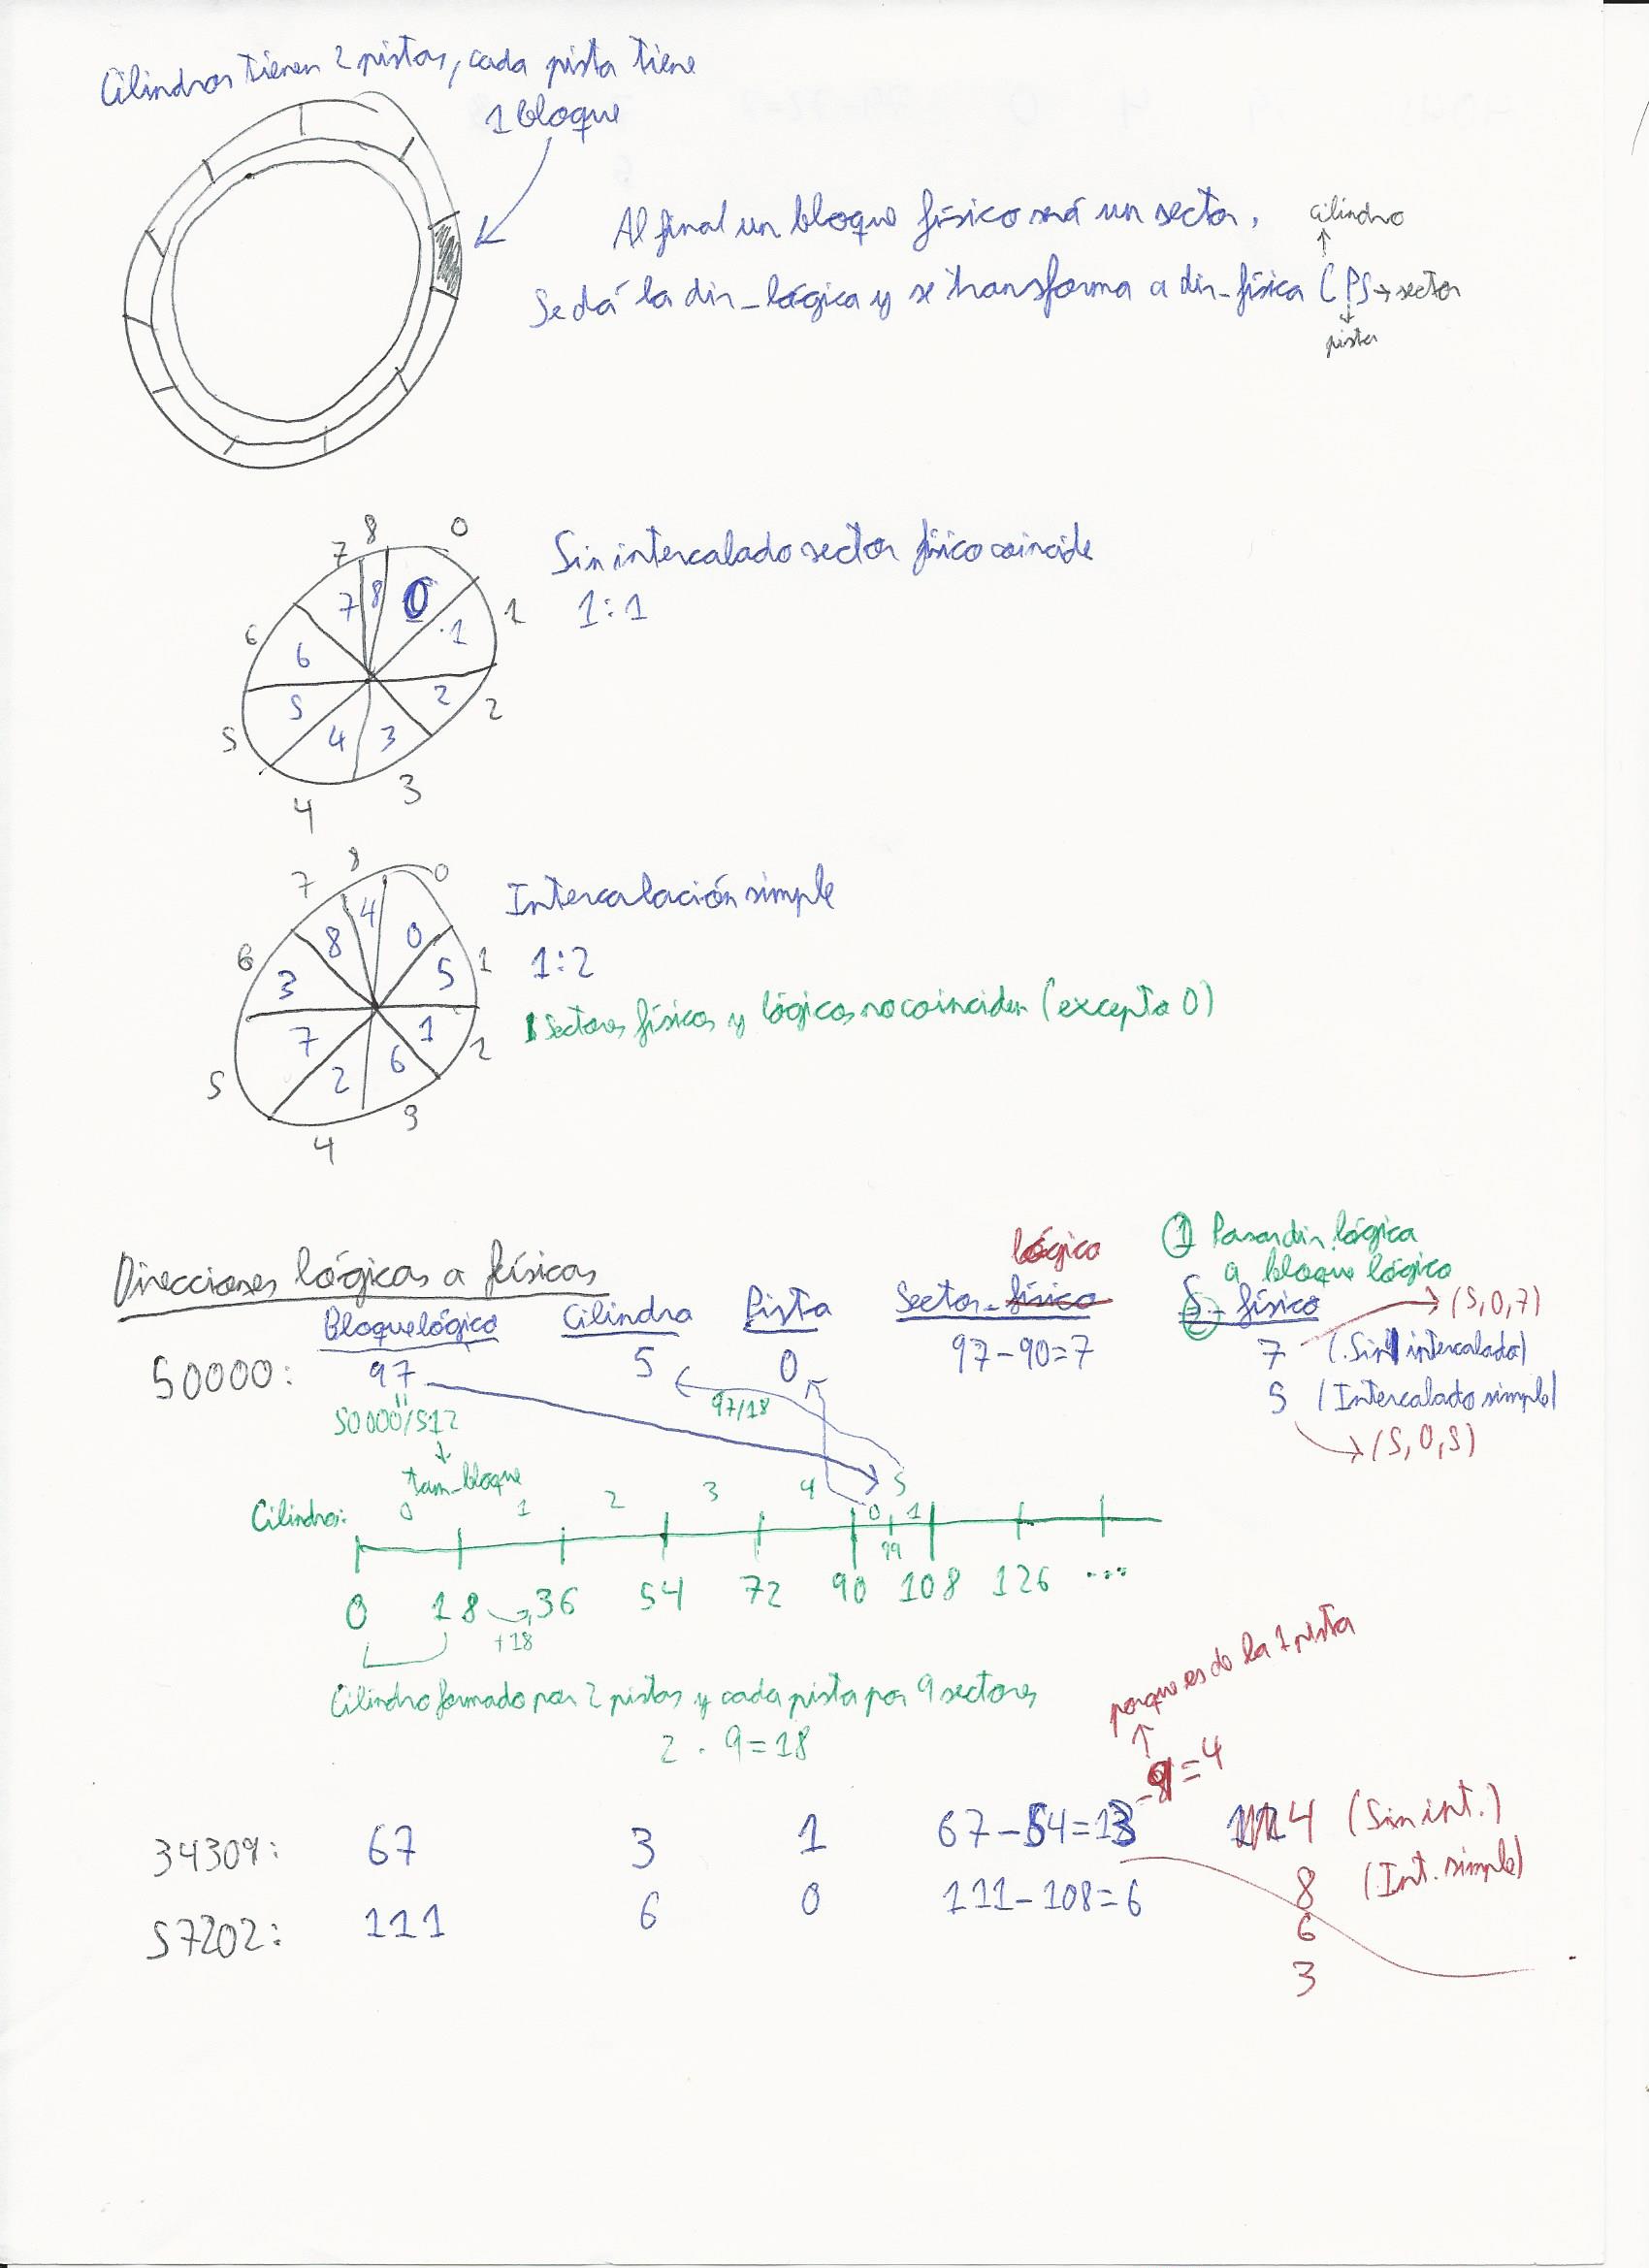 Cilindros tienen 2 pistas, cada pista tiene
1 bloque
Al final un bloque físico será un sector,
cilindro
Se dá la dir_lógica y se transforma a dir_física CPS → sector
pista
8 0
7 1
6 2
5 3
4
7 8 0
6 1
5 2
4 3
Sin intercalado sector físico coincide
1:1
8 0
7 1
6 2
5 3
4
8 4 0
3 5
7 1
2 6
Intercalación simple
1:2
Sectores físicos y lógicos no coinciden (excepto 0)
Direcciones lógicas a físicas
lógico
① Pasar dir. lógica
a bloque lógico
Bloque lógico Cilindro Pista Sector_físico S_físico
50000: 97 5 0 97-90=7 7 (Sin intercalado) → (5,0,7)
5 (Intercalado simple) → (5,0,5)
50000/512
97/18
tam_bloque
Cilindros: 0 1 2 3 4 5
0 1
99
0 18 36 54 72 90 108 126 ...
+18
Cilindro formado por 2 pistas y cada pista por 9 sectores
2 · 9 = 18
porque es de la 1 pista
34309: 67 3 1 67-54=13 -9=4 4 (Sin int.)
8 (Int. simple)
57202: 111 6 0 111-108=6 6
3